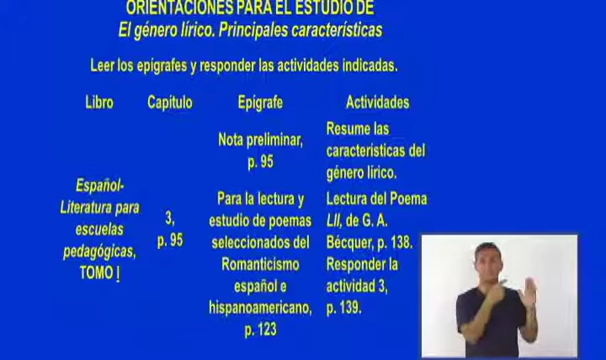 ORIENTACIONES PARA EL ESTUDIO DE
El género lírico. Principales características
Leer los epígrafes y responder las actividades indicadas.
Libro Capítulo Epígrafe Actividades
Español-
Literatura para
escuelas
pedagógicas,
TOMO I
3,
p. 95
Nota preliminar,
p. 95
Resume las
características del
género lírico.
Para la lectura y
estudio de poemas
seleccionados del
Romanticismo
español e
hispanoamericano,
p. 123
Lectura del Poema
LII, de G. A.
Bécquer, p. 138.
Responder la
actividad 3,
p. 139.